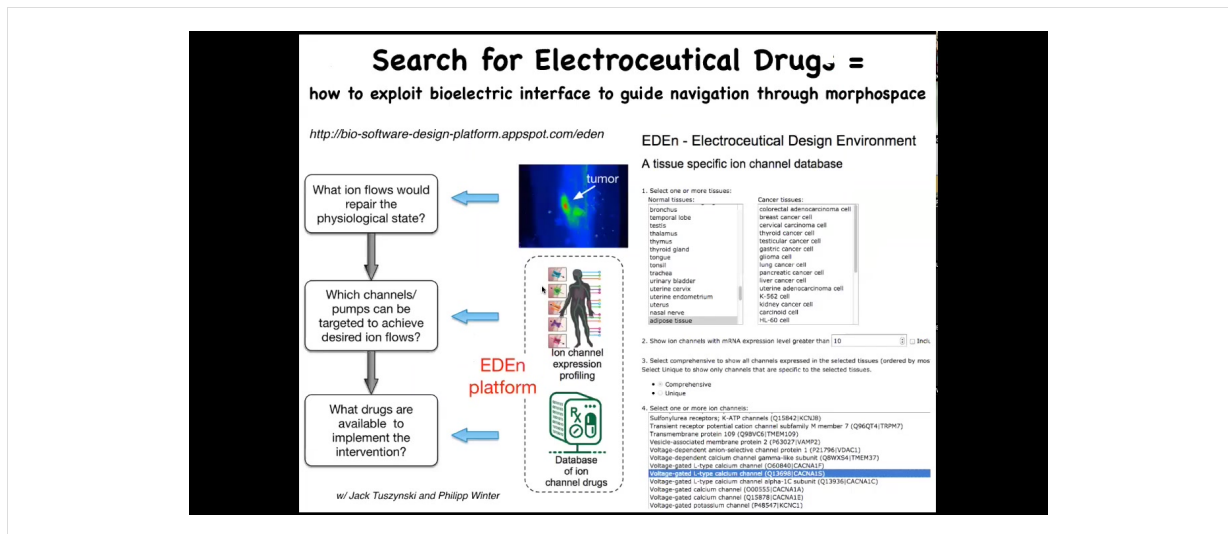 Search for Electroceutical Drugs =
how to exploit bioelectric interface to guide navigation through morphospace
http://bio-software-design-platform.appspot.com/eden
What ion flows would
repair the
physiological state?
Which channels/
pumps can be
targeted to achieve
desired ion flows?
What drugs are
available to
implement the
intervention?
w/ Jack Tuszynski and Philipp Winter
tumor
Ion channel
expression
profiling
EDEn
platform
Database
of ion
channel drugs
EDEn - Electroceutical Design Environment
A tissue specific ion channel database
1. Select one or more tissues:
Normal tissues:
bronchus
temporal lobe
testis
thalamus
thymus
thyroid gland
tongue
tonsil
trachea
urinary bladder
uterine cervix
uterine endometrium
uterus
nasal nerve
adipose tissue
Cancer tissues:
colorectal adenocarcinoma cell
breast cancer cell
cervical carcinoma cell
thyroid cancer cell
testicular cancer cell
gastric cancer cell
glioma cell
lung cancer cell
pancreatic cancer cell
liver cancer cell
uterine adenocarcinoma cell
K-562 cell
kidney cancer cell
carcinoid cell
HL-60 cell
2. Show ion channels with mRNA expression level greater than 10 Incl
3. Select comprehensive to show all channels expressed in the selected tissues (ordered by mos
Select Unique to show only channels that are specific to the selected tissues.
Comprehensive
Unique
4. Select one or more ion channels:
Sulfonylurea receptors; K-ATP channels (Q15842|KCNJ8)
Transient receptor potential cation channel subfamily M member 7 (Q96QT4|TRPM7)
Transmembrane protein 109 (Q9BVC6|TMEM109)
Vesicle-associated membrane protein 2 (P63027|VAMP2)
Voltage-dependent anion-selective channel protein 1 (P21796|VDAC1)
Voltage-dependent calcium channel gamma-like subunit (Q8WXS4|TMEM37)
Voltage-gated L-type calcium channel (O60840|CACNA1F)
Voltage-gated L-type calcium channel (Q13698|CACNA1S)
Voltage-gated L-type calcium channel alpha-1C subunit (Q13936|CACNA1C)
Voltage-gated calcium channel (O00555|CACNA1A)
Voltage-gated calcium channel (Q15878|CACNA1E)
Voltage-gated potassium channel (P48547|KCNC1)